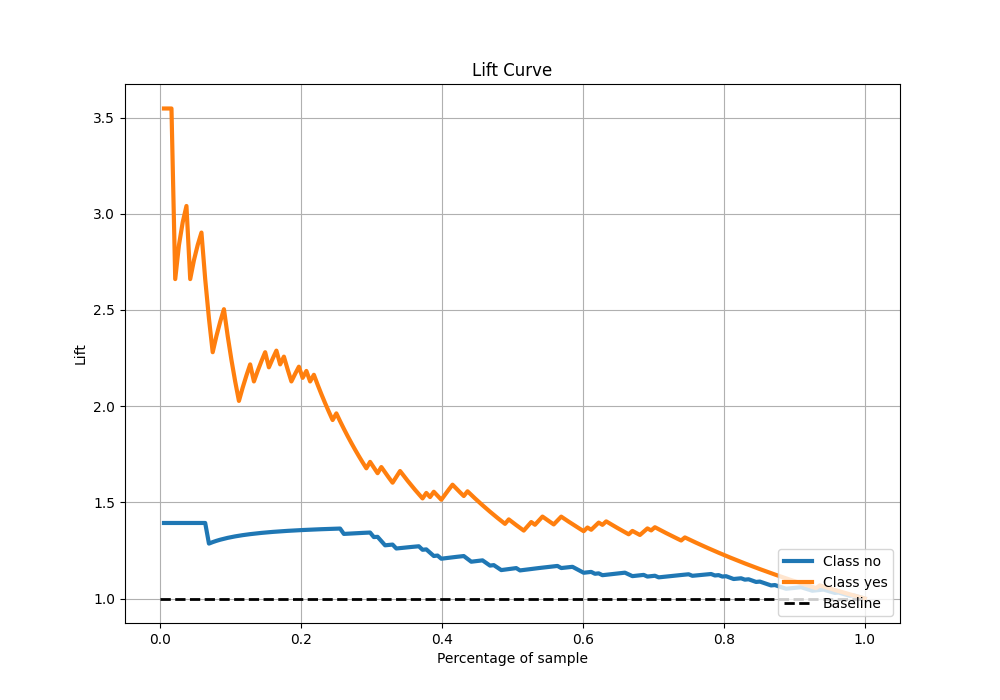 Lift Curve
3.5
3.0
2.5
2.0
1.5
1.0
Lift
0.0 0.2 0.4 0.6 0.8 1.0
Percentage of sample
Class no
Class yes
Baseline